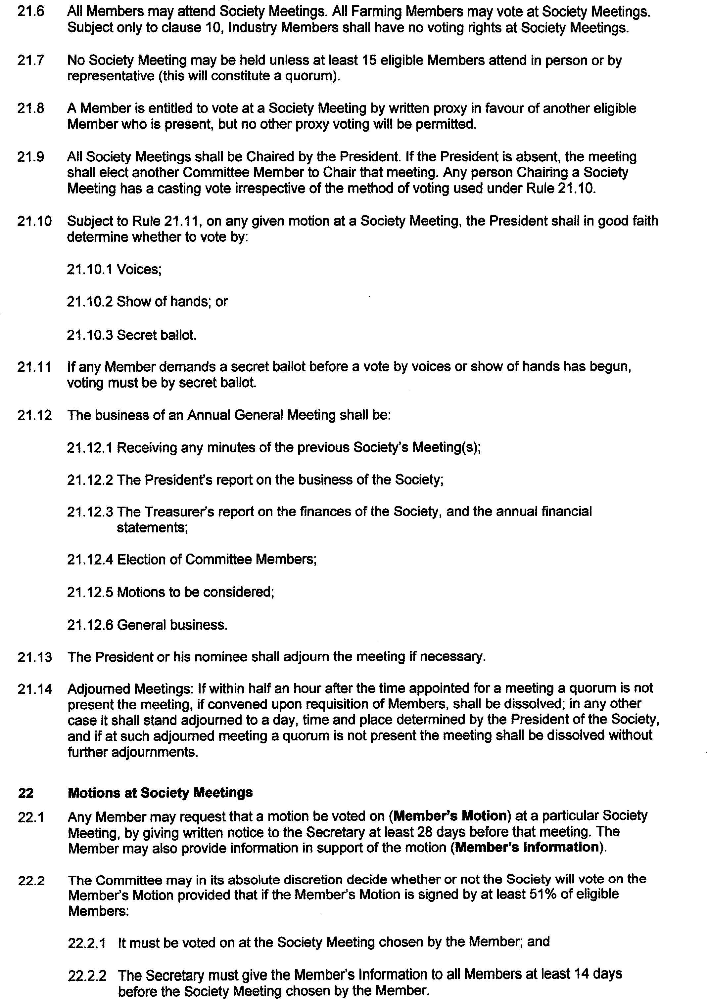 21.6 All Members may attend Society Meetings. All Farming Members may vote at Society Meetings.
Subject only to clause 10, Industry Members shall have no voting rights at Society Meetings.
21.7 No Society Meeting may be held unless at least 15 eligible Members attend in person or by
representative (this will constitute a quorum).
21.8 A Member is entitled to vote at a Society Meeting by written proxy in favour of another eligible
Member who is present, but no other proxy voting will be permitted.
21.9 All Society Meetings shall be Chaired by the President. If the President is absent, the meeting
shall elect another Committee Member to Chair that meeting. Any person Chairing a Society
Meeting has a casting vote irrespective of the method of voting used under Rule 21.10.
21.10 Subject to Rule 21.11, on any given motion at a Society Meeting, the President shall in good faith
determine whether to vote by:
21.10.1 Voices;
21.10.2 Show of hands; or
21.10.3 Secret ballot.
21.11 If any Member demands a secret ballot before a vote by voices or show of hands has begun,
voting must be by secret ballot.
21.12 The business of an Annual General Meeting shall be:
21.12.1 Receiving any minutes of the previous Society's Meeting(s);
21.12.2 The President's report on the business of the Society;
21.12.3 The Treasurer's report on the finances of the Society, and the annual financial
statements;
21.12.4 Election of Committee Members;
21.12.5 Motions to be considered;
21.12.6 General business.
21.13 The President or his nominee shall adjourn the meeting if necessary.
21.14 Adjourned Meetings: If within half an hour after the time appointed for a meeting a quorum is not
present the meeting, if convened upon requisition of Members, shall be dissolved; in any other
case it shall stand adjourned to a day, time and place determined by the President of the Society,
and if at such adjourned meeting a quorum is not present the meeting shall be dissolved without
further adjournments.
22 Motions at Society Meetings
22.1 Any Member may request that a motion be voted on (Member's Motion) at a particular Society
Meeting, by giving written notice to the Secretary at least 28 days before that meeting. The
Member may also provide information in support of the motion (Member's Information).
22.2 The Committee may in its absolute discretion decide whether or not the Society will vote on the
Member's Motion provided that if the Member's Motion is signed by at least 51% of eligible
Members:
22.2.1 It must be voted on at the Society Meeting chosen by the Member; and
22.2.2 The Secretary must give the Member's Information to all Members at least 14 days
before the Society Meeting chosen by the Member.